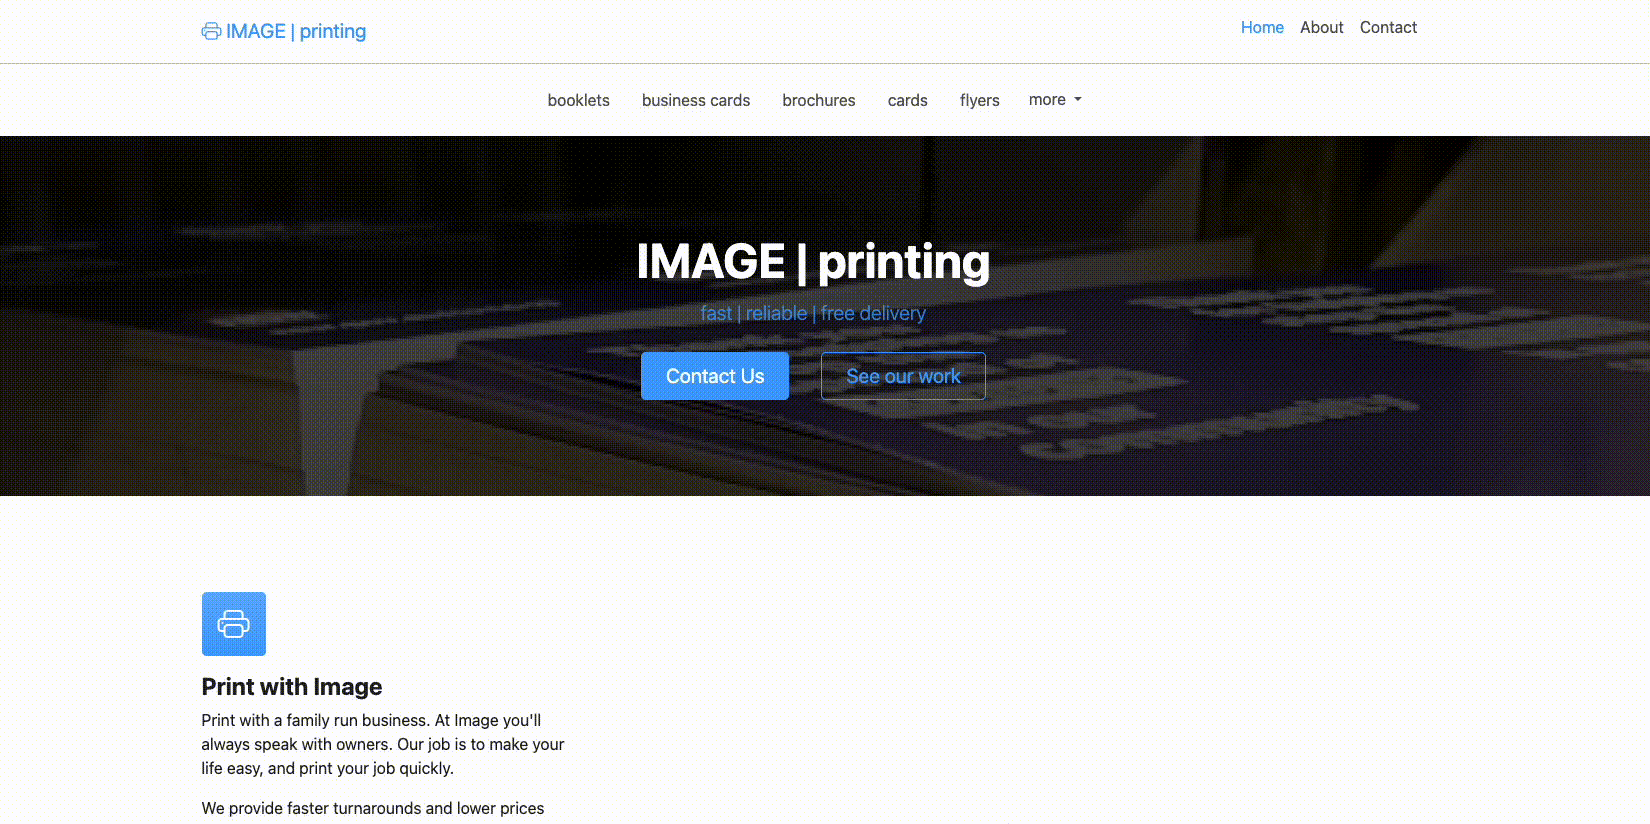 IMAGE | printing
Home About Contact
booklets business cards brochures cards flyers more
IMAGE | printing
fast | reliable | free delivery
Contact Us See our work
Print with Image
Print with a family run business. At Image you'll
always speak with owners. Our job is to make your
life easy, and print your job quickly.
We provide faster turnarounds and lower prices